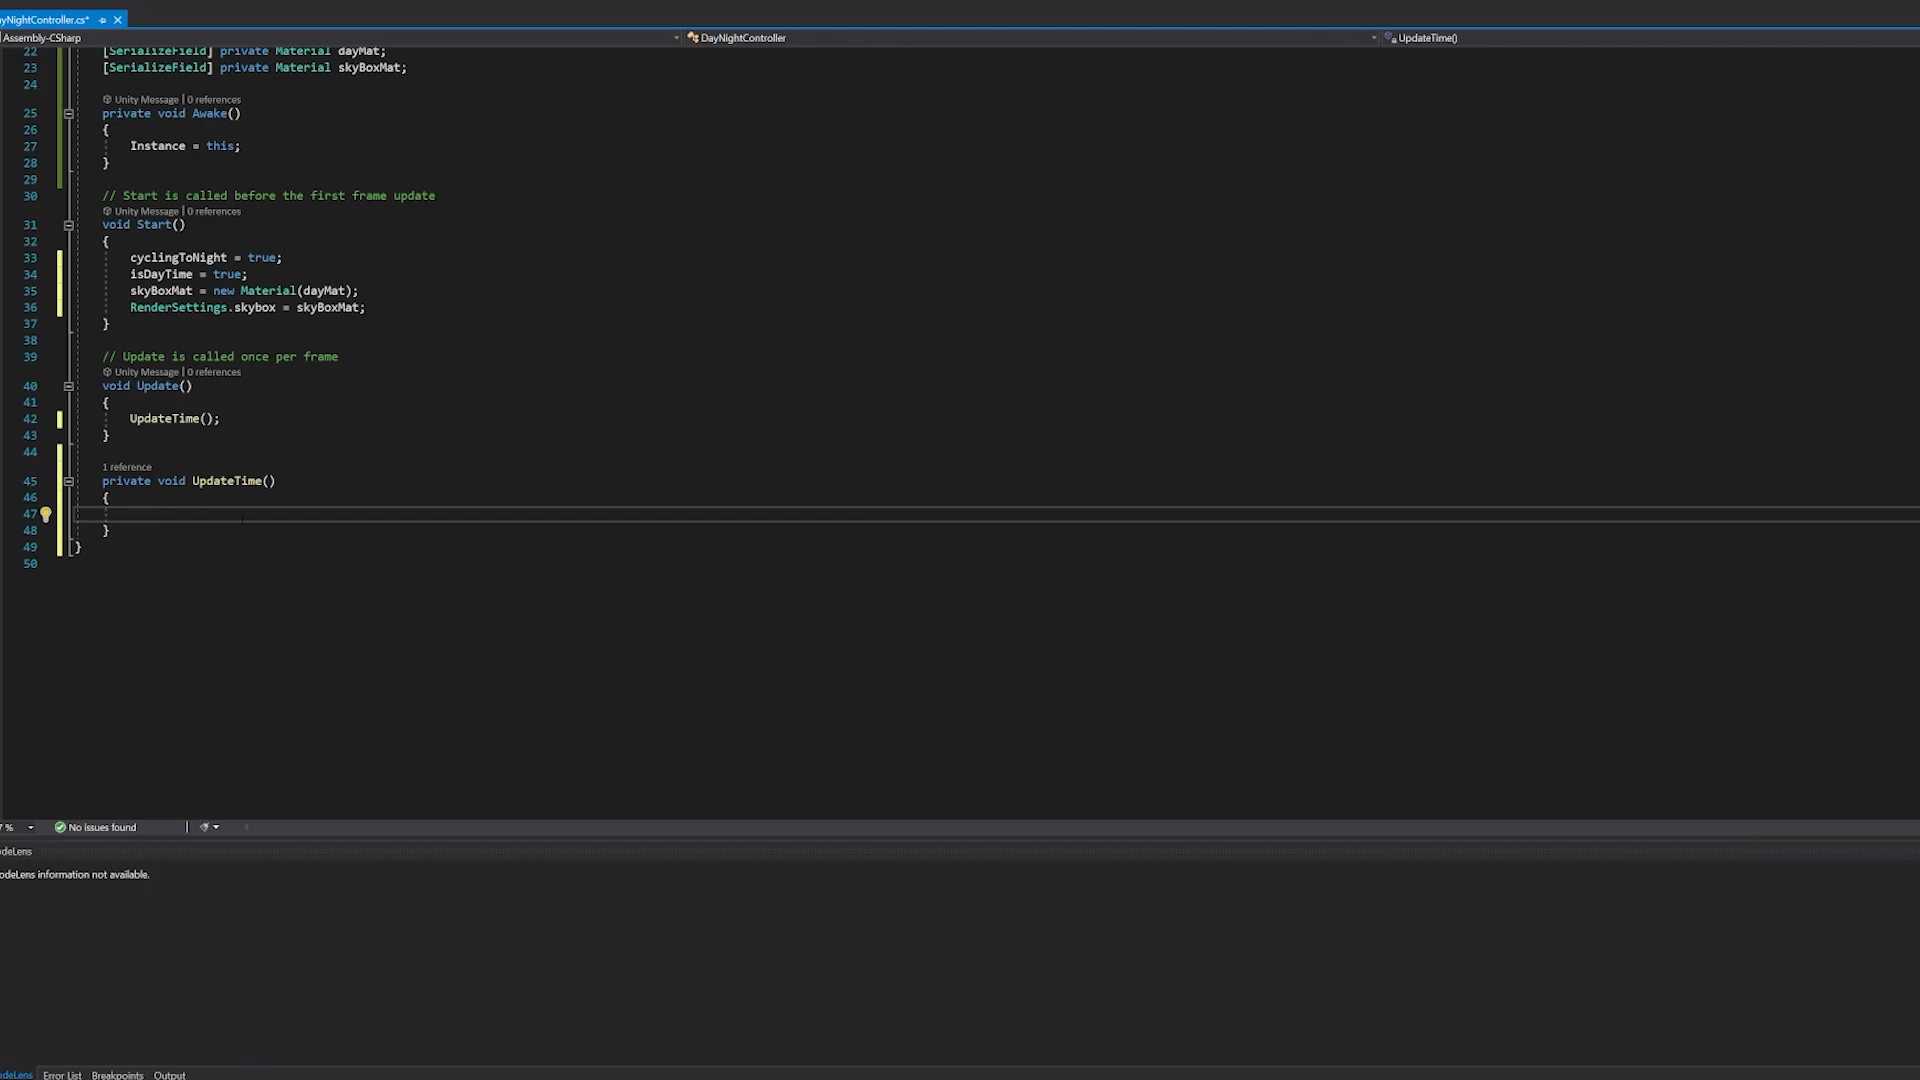 yNightController.cs*
Assembly-CSharp
DayNightController
UpdateTime()
22 [SerializeField] private Material dayMat;
23 [SerializeField] private Material skyBoxMat;
24
Unity Message | 0 references
25 private void Awake()
26 {
27 Instance = this;
28 }
29
30 // Start is called before the first frame update
Unity Message | 0 references
31 void Start()
32 {
33 cyclingToNight = true;
34 isDayTime = true;
35 skyBoxMat = new Material(dayMat);
36 RenderSettings.skybox = skyBoxMat;
37 }
38
39 // Update is called once per frame
Unity Message | 0 references
40 void Update()
41 {
42 UpdateTime();
43 }
44
1 reference
45 private void UpdateTime()
46 {
47
48 }
49 }
50
7 % No issues found
odeLens
odeLens information not available.
odeLens Error List Breakpoints Output